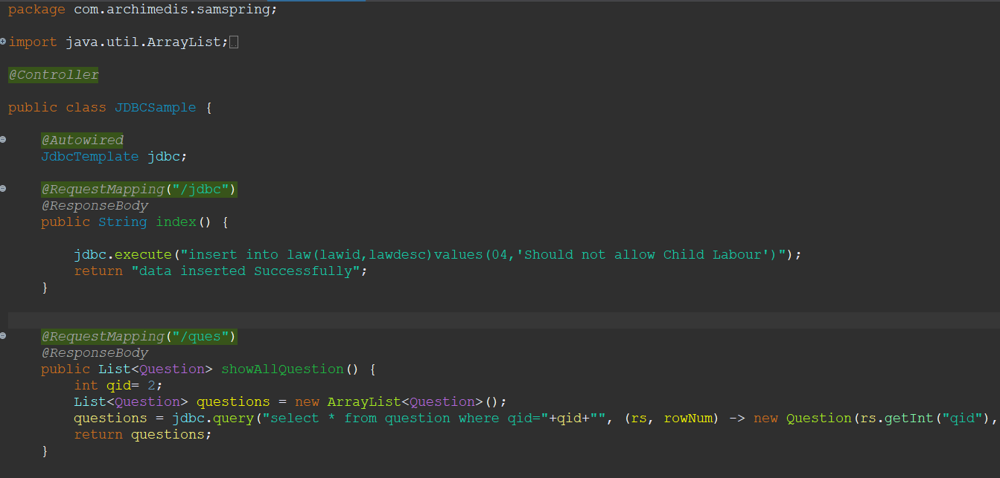 package com.archimedis.samspring;
import java.util.ArrayList;
@Controller
public class JDBCSample {
@Autowired
JdbcTemplate jdbc;
@RequestMapping("/jdbc")
@ResponseBody
public String index() {
jdbc.execute("insert into law(lawid,lawdesc)values(04,'Should not allow Child Labour')");
return "data inserted Successfully";
}
@RequestMapping("/ques")
@ResponseBody
public List<Question> showAllQuestion() {
int qid= 2;
List<Question> questions = new ArrayList<Question>();
questions = jdbc.query("select * from question where qid="+qid+"", (rs, rowNum) -> new Question(rs.getInt("qid"),
return questions;
}